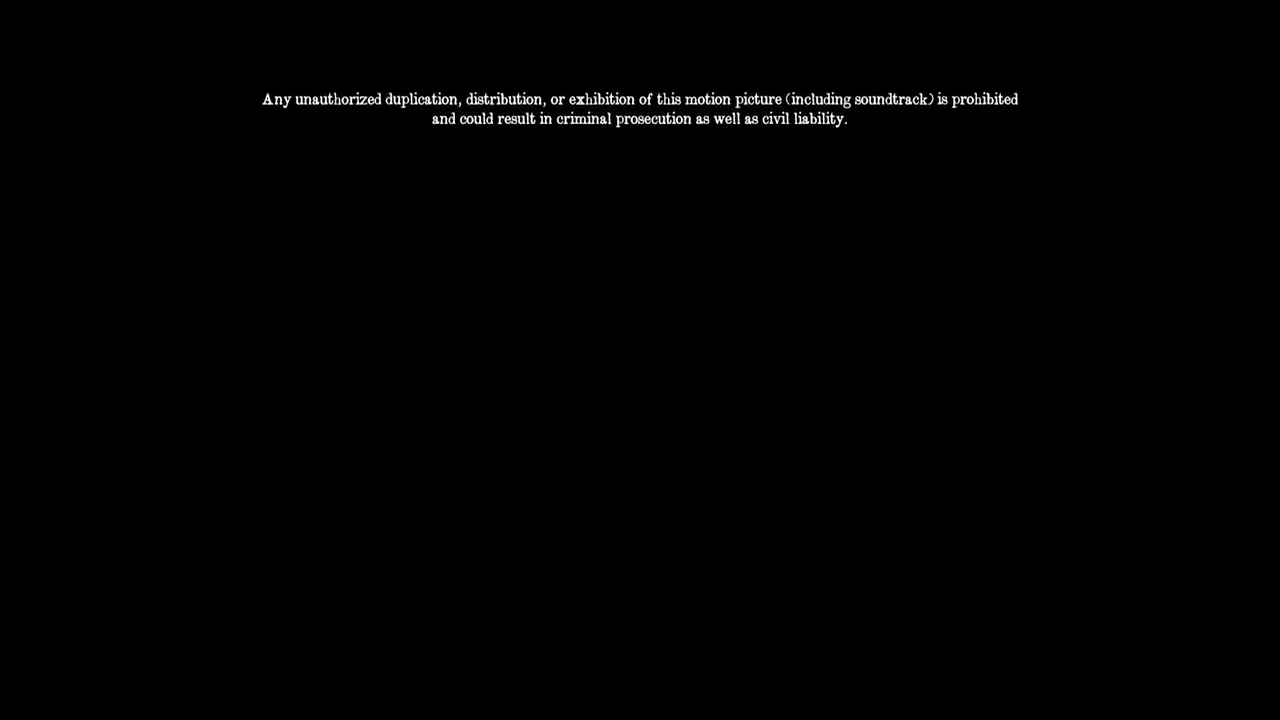 Any unauthorized duplication, distribution, or exhibition of this motion picture (including soundtrack) is prohibited
and could result in criminal prosecution as well as civil liability.